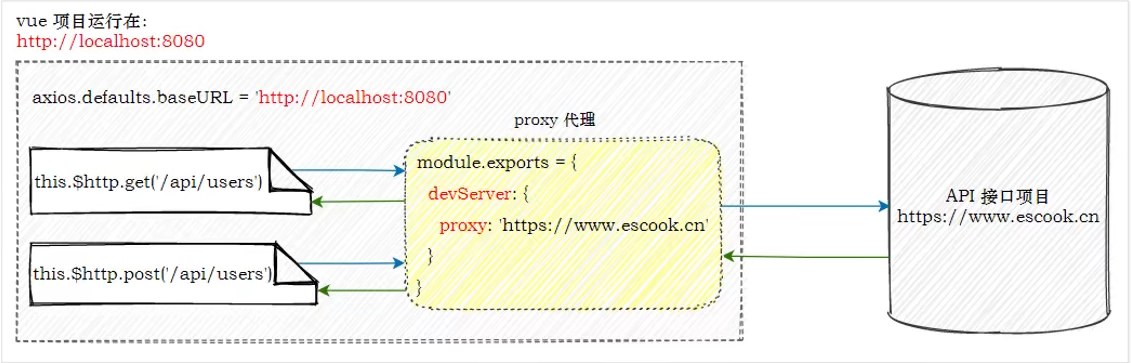 vue 项目运行在:
http://localhost:8080
axios.defaults.baseURL = 'http://localhost:8080'
proxy 代理
this.$http.get('/api/users')
this.$http.post('/api/users')
module.exports = {
devServer: {
proxy: 'https://www.escook.cn'
}
}
API 接口项目
https://www.escook.cn